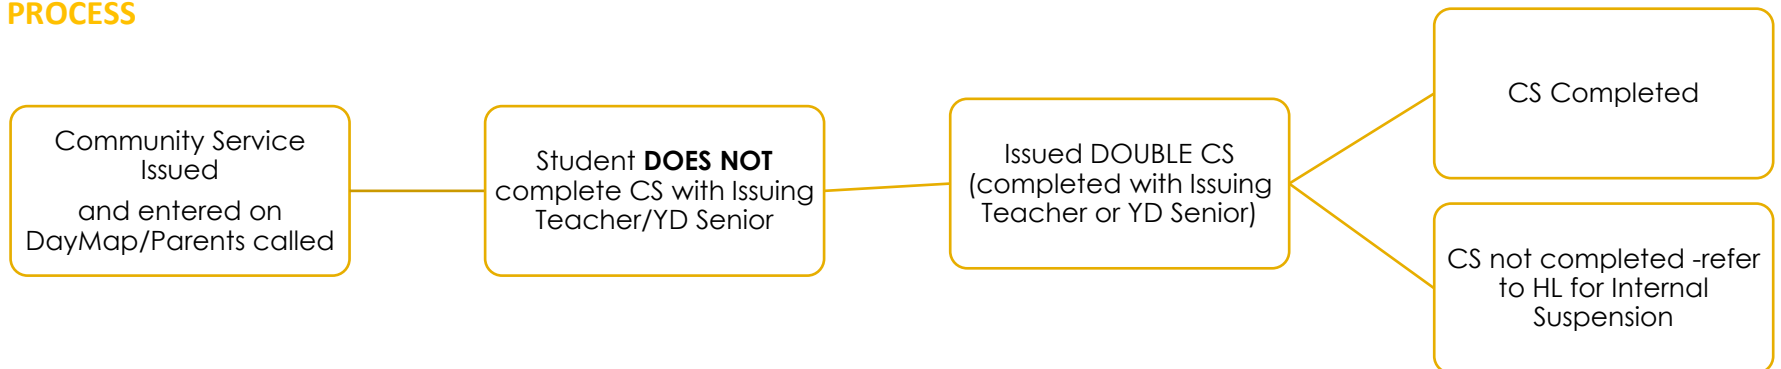 PROCESS
Community Service
Issued
and entered on
DayMap/Parents called
Student DOES NOT
complete CS with Issuing
Teacher/YD Senior
Issued DOUBLE CS
(completed with Issuing
Teacher or YD Senior)
CS Completed
CS not completed -refer
to HL for Internal
Suspension